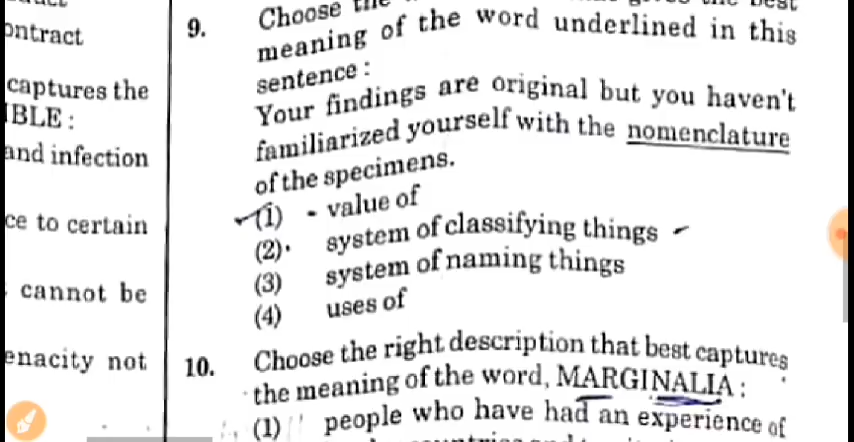 ontract
captures the
BLE :
and infection
ce to certain
cannot be
enacity not
9. Choose the best
meaning of the word underlined in this
sentence :
Your findings are original but you haven't
familiarized yourself with the nomenclature
of the specimens.
(1) value of
(2) system of classifying things
(3) system of naming things
(4) uses of
10. Choose the right description that best captures
the meaning of the word, MARGINALIA :
(1) people who have had an experience of